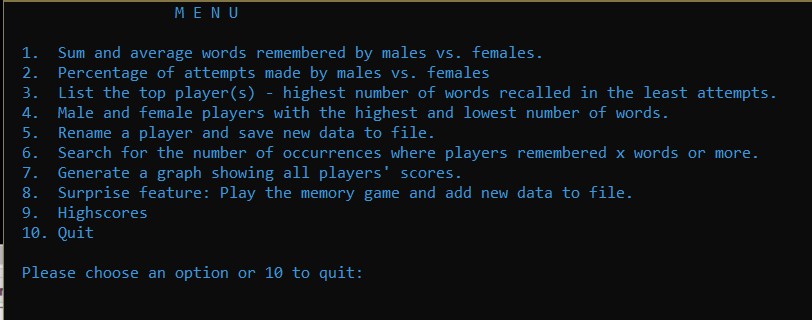 M E N U
1. Sum and average words remembered by males vs. females.
2. Percentage of attempts made by males vs. females
3. List the top player(s) - highest number of words recalled in the least attempts.
4. Male and female players with the highest and lowest number of words.
5. Rename a player and save new data to file.
6. Search for the number of occurrences where players remembered x words or more.
7. Generate a graph showing all players' scores.
8. Surprise feature: Play the memory game and add new data to file.
9. Highscores
10. Quit
Please choose an option or 10 to quit: